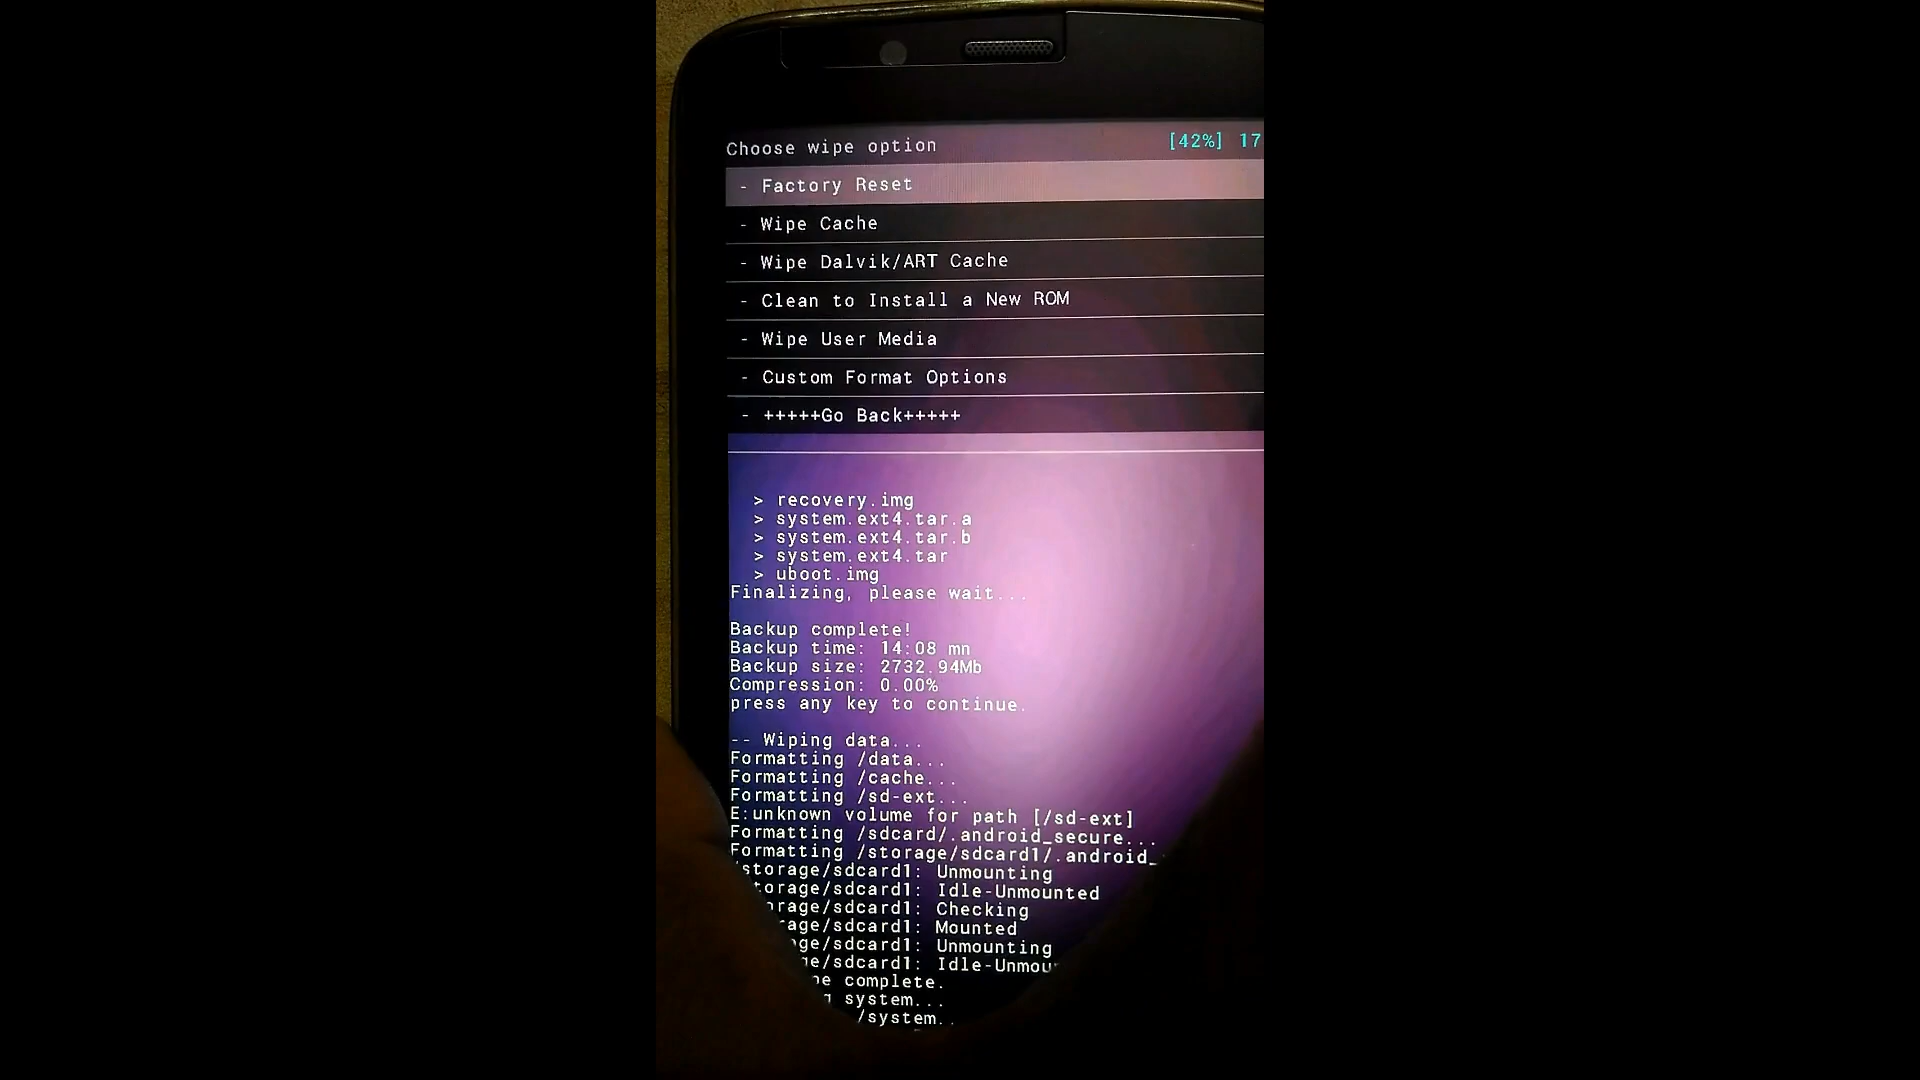 Choose wipe option [42%] 17
- Factory Reset
- Wipe Cache
- Wipe Dalvik/ART Cache
- Clean to Install a New ROM
- Wipe User Media
- Custom Format Options
- +++++Go Back+++++
> recovery.img
> system.ext4.tar.a
> system.ext4.tar.b
> system.ext4.tar
> uboot.img
Finalizing, please wait...
Backup complete!
Backup time: 14:08 mn
Backup size: 2732.94Mb
Compression: 0.00%
press any key to continue.
-- Wiping data...
Formatting /data...
Formatting /cache...
Formatting /sd-ext...
E:unknown volume for path [/sd-ext]
Formatting /sdcard/.android_secure...
Formatting /storage/sdcard1/.android_
storage/sdcard1: Unmounting
torage/sdcard1: Idle-Unmounted
rage/sdcard1: Checking
age/sdcard1: Mounted
ge/sdcard1: Unmounting
e/sdcard1: Idle-Unmou
complete.
system...
/system..